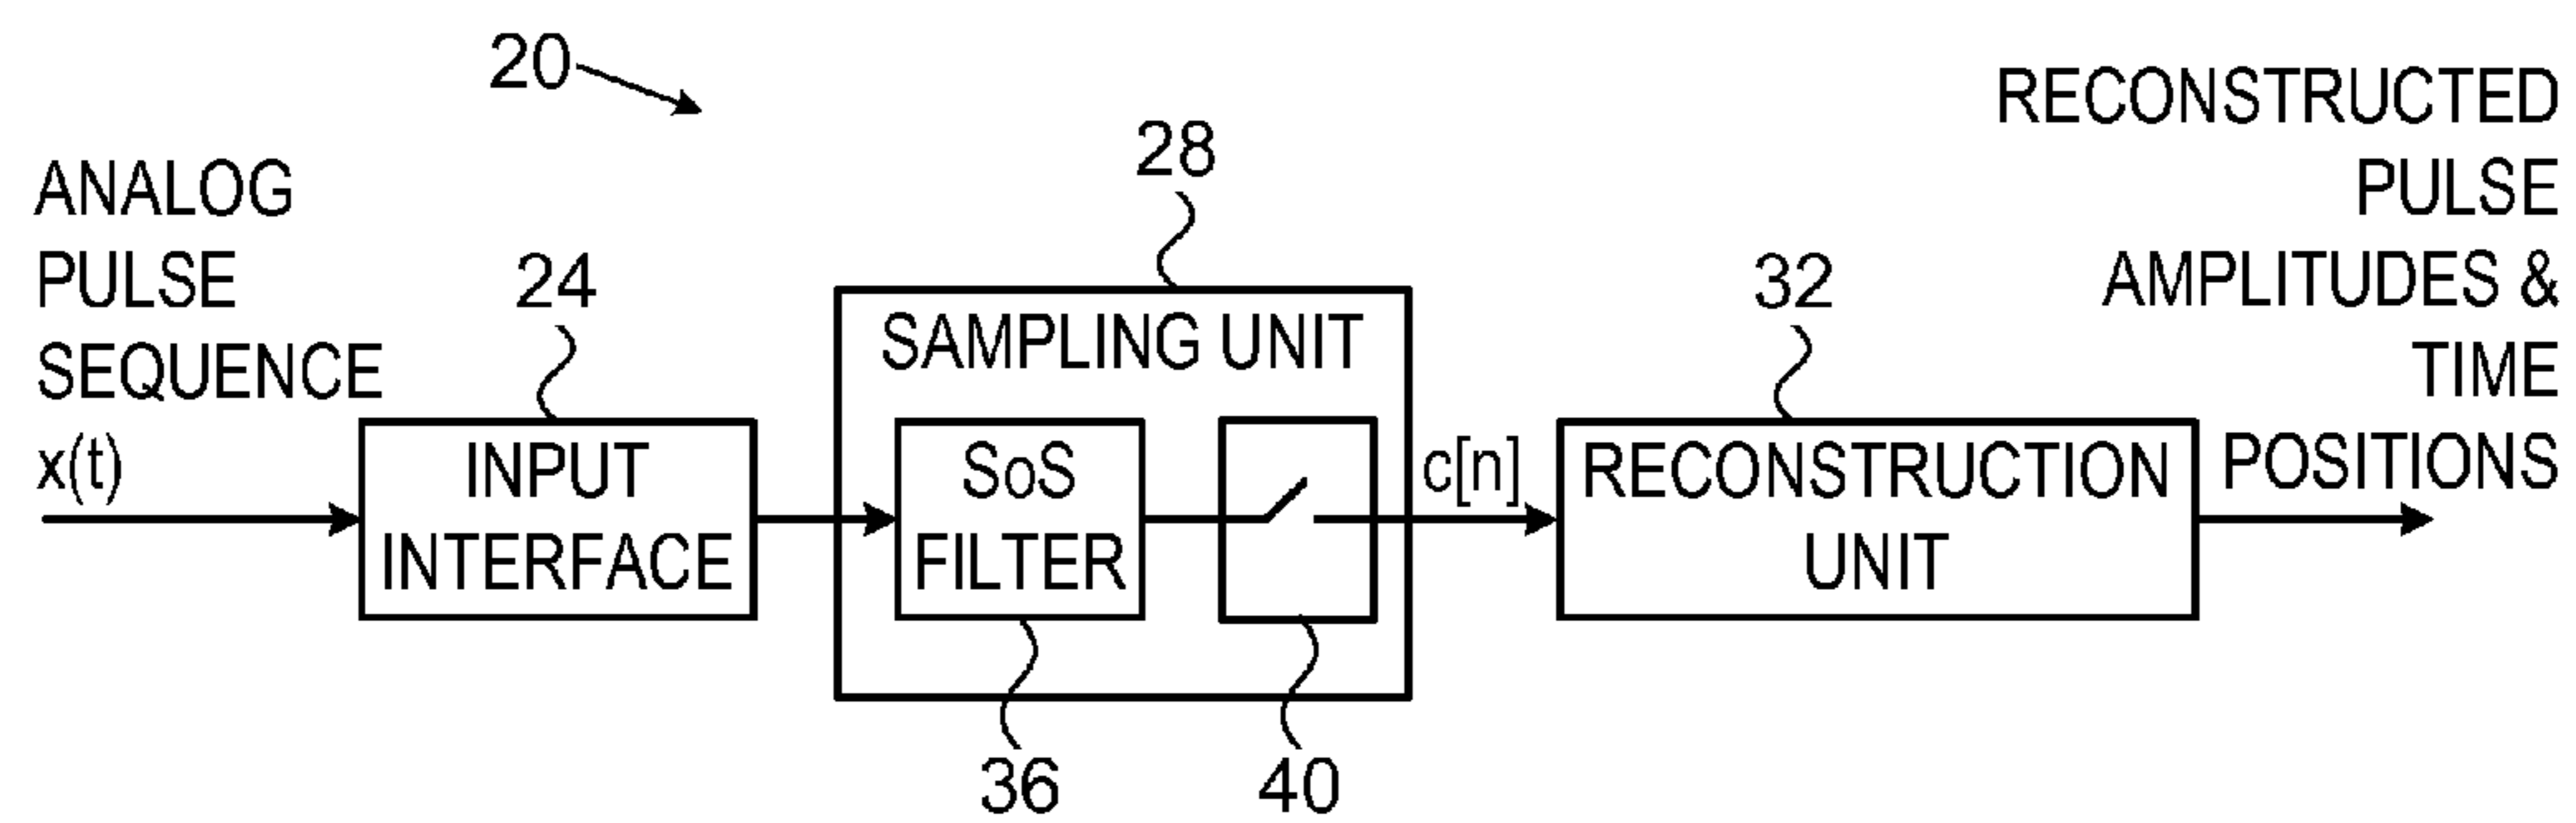 20
ANALOG
PULSE
SEQUENCE
x(t)
24
INPUT
INTERFACE
28
SAMPLING UNIT
SoS
FILTER
36
40
c[n]
32
RECONSTRUCTION
UNIT
RECONSTRUCTED
PULSE
AMPLITUDES &
TIME
POSITIONS